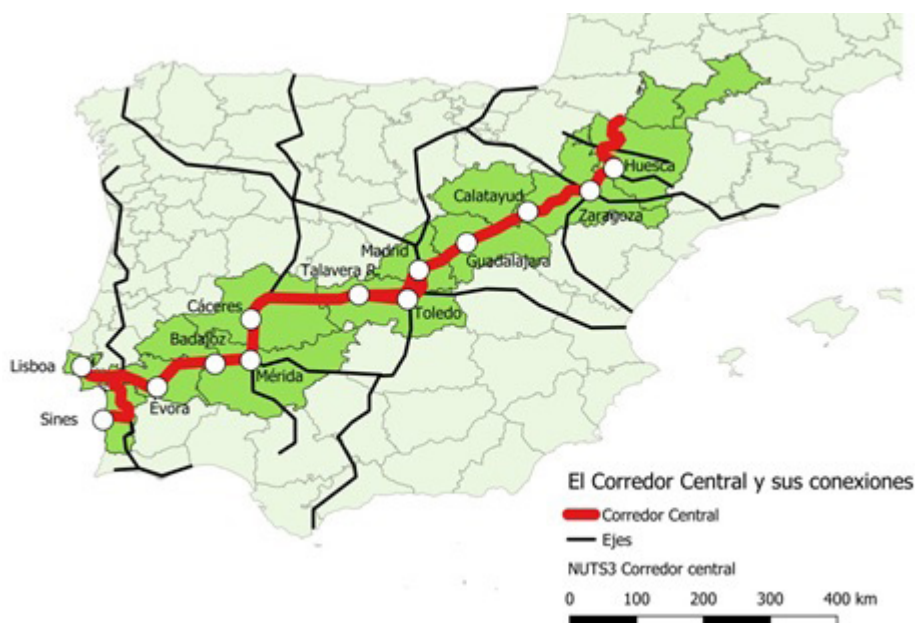 Huesca
Calatayud
Zaragoza
Madrid
Guadalajara
Talavera R.
Cáceres
Toledo
Badajoz
Lisboa
Mérida
Évora
Sines
El Corredor Central y sus conexiones
Corredor Central
Ejes
NUTS3 Corredor central
0 100 200 300 400 km